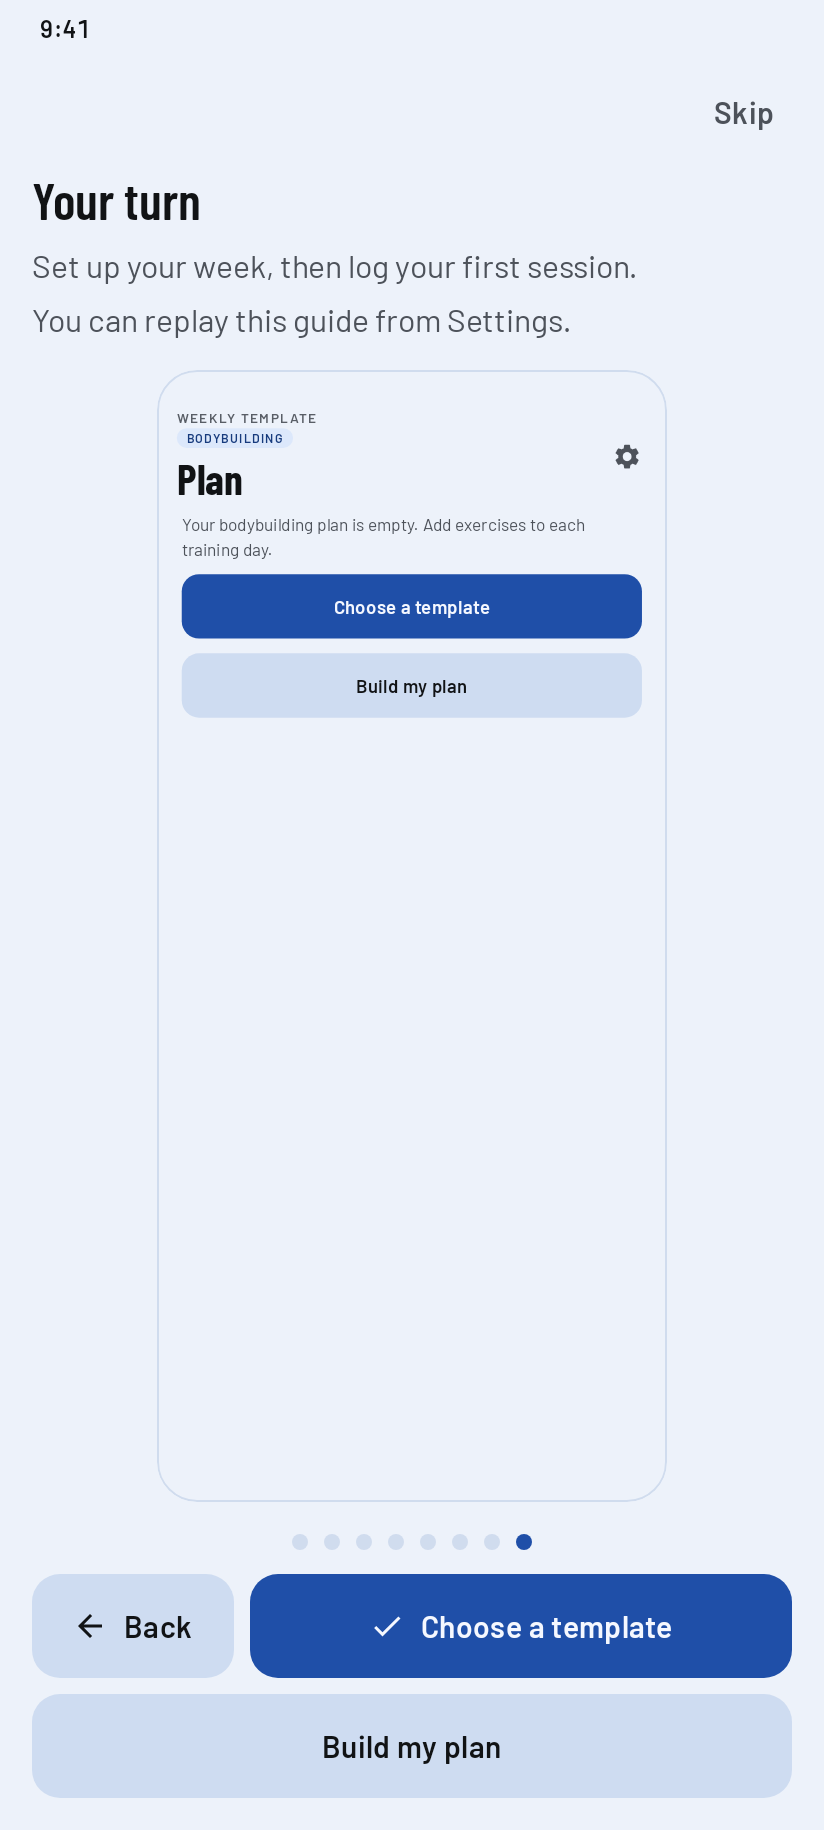 9:41
Skip
Your turn
Set up your week, then log your first session.
You can replay this guide from Settings.
WEEKLY TEMPLATE
BODYBUILDING
Plan
Your bodybuilding plan is empty. Add exercises to each
training day.
Choose a template
Build my plan
Back
Choose a template
Build my plan